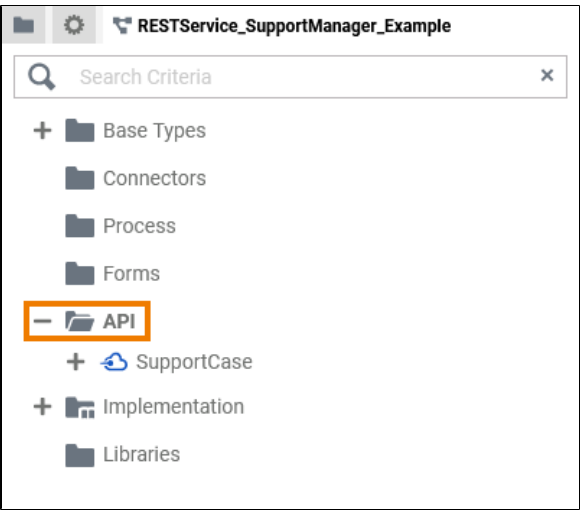 RESTService_SupportManager_Example
Search Criteria
Base Types
Connectors
Process
Forms
API
SupportCase
Implementation
Libraries